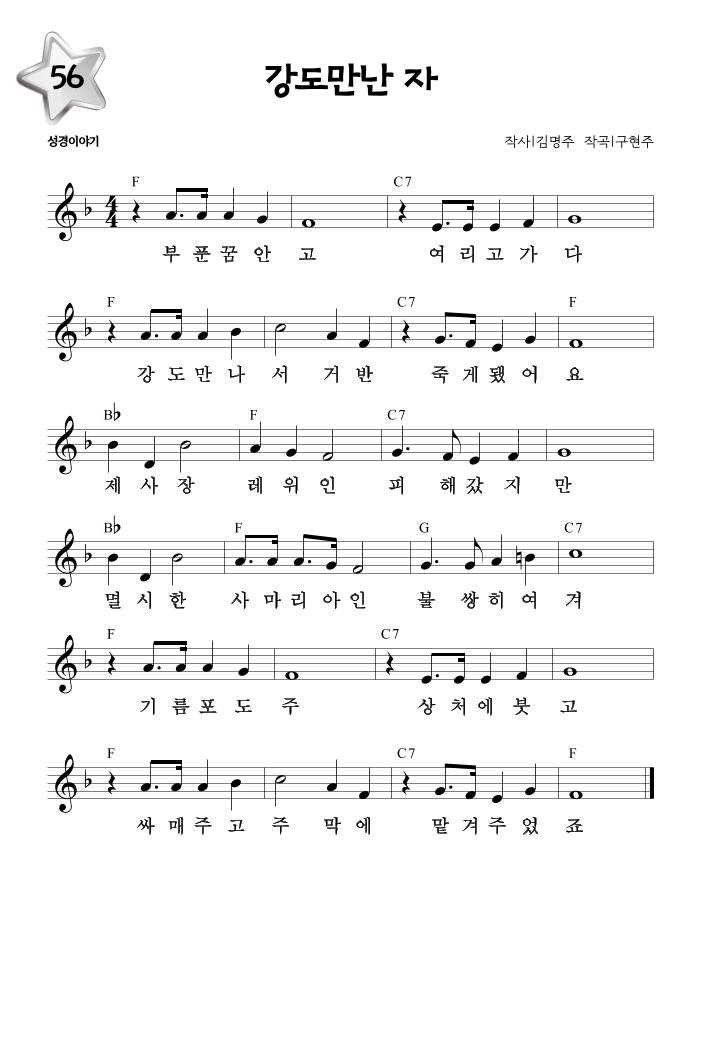 56
강도만난 자
성경이야기
작사|김명주 작곡|구현주
F C7
부 푼 꿈 안 고 여 리 고 가 다
F C7 F
강 도 만 나 서 거 반 죽 게 됐 어 요
B♭ F C7
제 사 장 레 위 인 피 해 갔 지 만
B♭ F G C7
멸 시 한 사 마 리 아 인 불 쌍 히 여 겨
F C7
기 름 포 도 주 상 처 에 붓 고
F C7 F
싸 매 주 고 주 막 에 맡 겨 주 었 죠